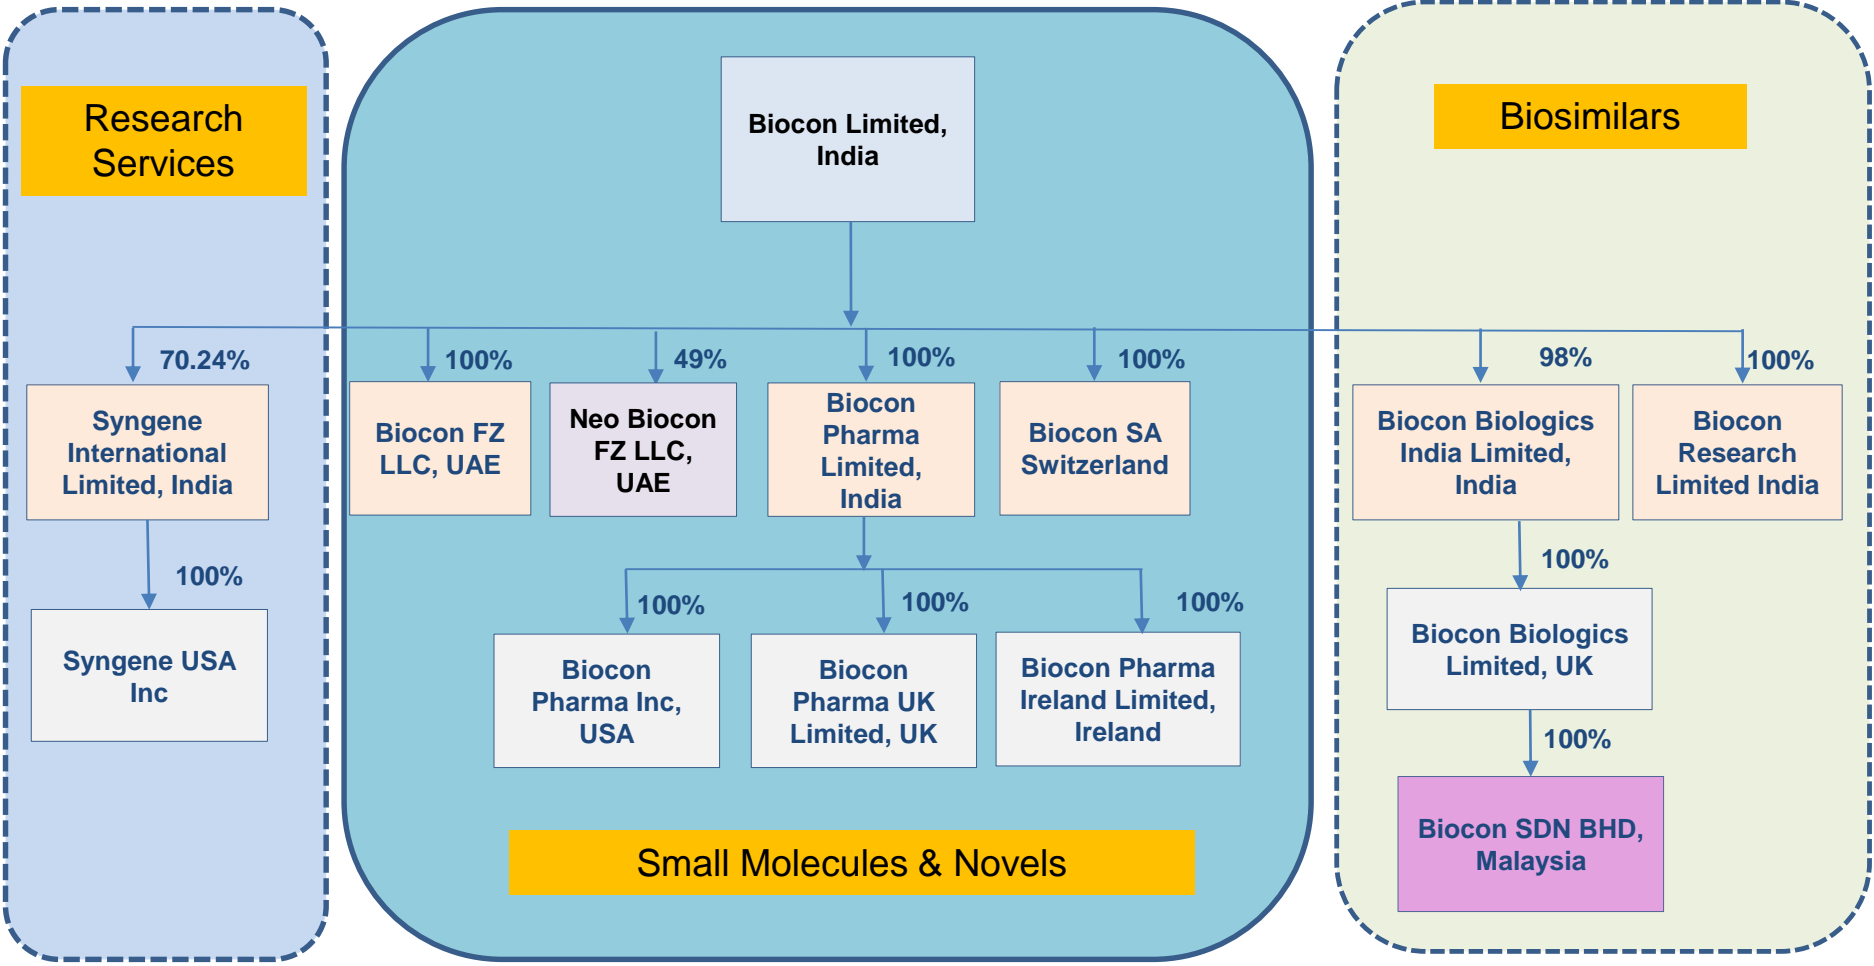 Research
Services
Biocon Limited,
India
Biosimilars
70.24%
100%
49%
100%
100%
98%
100%
Syngene
International
Limited, India
Biocon FZ
LLC, UAE
Neo Biocon
FZ LLC,
UAE
Biocon
Pharma
Limited,
India
Biocon SA
Switzerland
Biocon Biologics
India Limited,
India
Biocon
Research
Limited India
100%
100%
100%
100%
100%
Syngene USA
Inc
Biocon
Pharma Inc,
USA
Biocon
Pharma UK
Limited, UK
Biocon Pharma
Ireland Limited,
Ireland
Biocon Biologics
Limited, UK
100%
Biocon SDN BHD,
Malaysia
Small Molecules & Novels